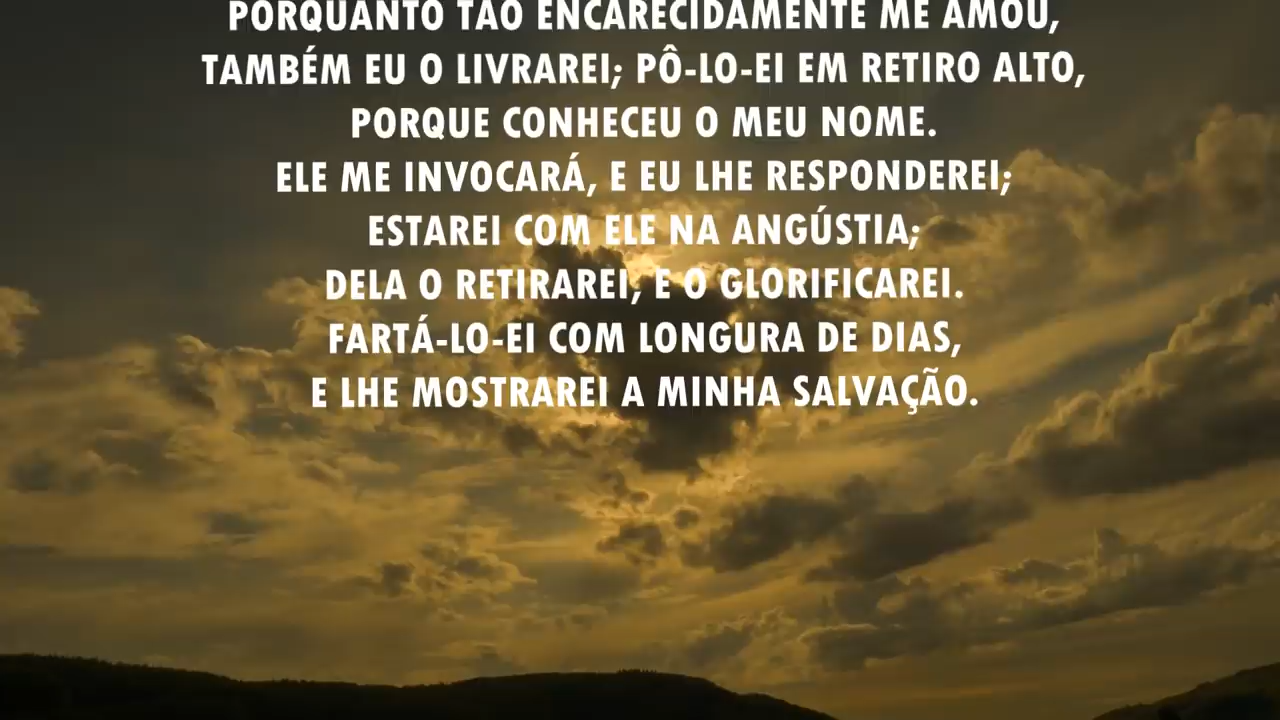 PORQUANTO TÃO ENCARECIDAMENTE ME AMOU,
TAMBÉM EU O LIVRAREI; PÔ-LO-EI EM RETIRO ALTO,
PORQUE CONHECEU O MEU NOME.
ELE ME INVOCARÁ, E EU LHE RESPONDEREI;
ESTAREI COM ELE NA ANGÚSTIA;
DELA O RETIRAREI, E O GLORIFICAREI.
FARTÁ-LO-EI COM LONGURA DE DIAS,
E LHE MOSTRAREI A MINHA SALVAÇÃO.